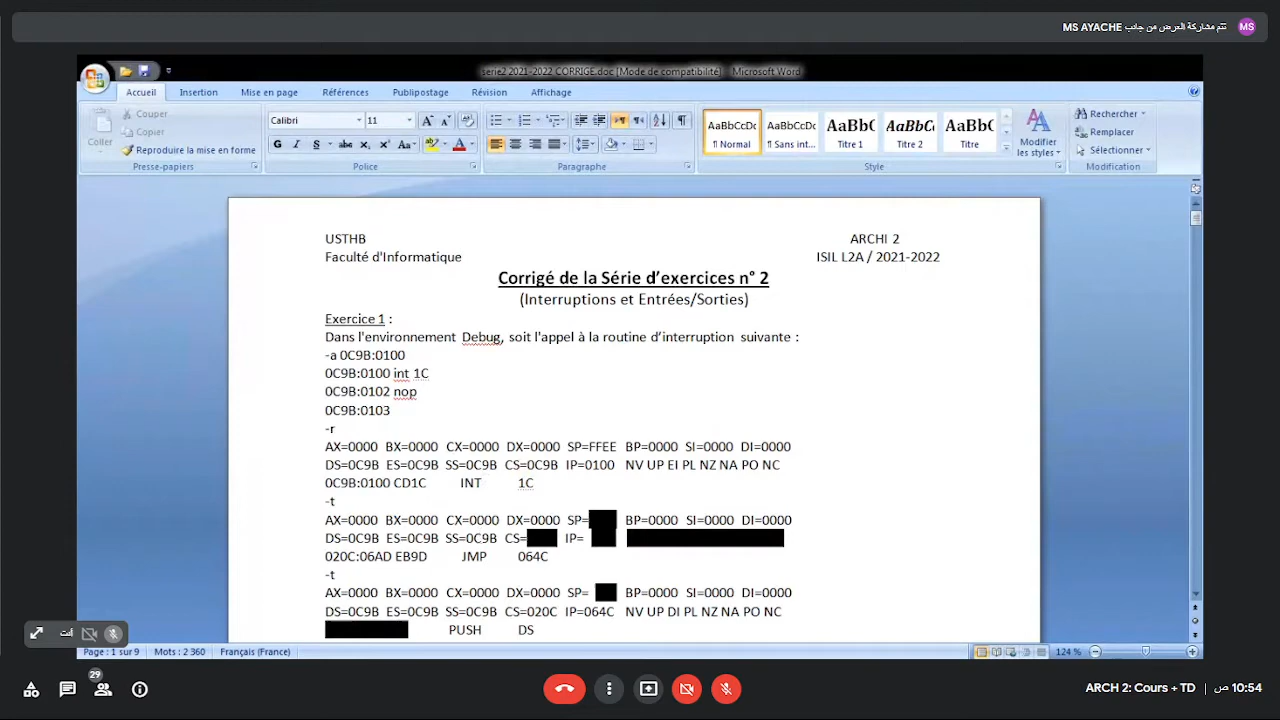 تتم مشاركة العرض من جانب MS AYACHE
MS
serie2 2021-2022 CORRIGE.doc [Mode de compatibilité] - Microsoft Word
Accueil Insertion Mise en page Références Publipostage Révision Affichage
Coller
Couper
Copier
Reproduire la mise en forme
Presse-papiers
Calibri 11
Police
Paragraphe
AaBbCcDc AaBbCcDc AaBbC AaBbCc AaBbC
¶ Normal ¶ Sans int... Titre 1 Titre 2 Titre
Modifier
les styles
Style
Rechercher
Remplacer
Sélectionner
Modification
USTHB ARCHI 2
Faculté d'Informatique ISIL L2A / 2021-2022
Corrigé de la Série d’exercices n° 2
(Interruptions et Entrées/Sorties)
Exercice 1 :
Dans l'environnement Debug, soit l'appel à la routine d’interruption suivante :
-a 0C9B:0100
0C9B:0100 int 1C
0C9B:0102 nop
0C9B:0103
-r
AX=0000 BX=0000 CX=0000 DX=0000 SP=FFEE BP=0000 SI=0000 DI=0000
DS=0C9B ES=0C9B SS=0C9B CS=0C9B IP=0100 NV UP EI PL NZ NA PO NC
0C9B:0100 CD1C INT 1C
-t
AX=0000 BX=0000 CX=0000 DX=0000 SP= BP=0000 SI=0000 DI=0000
DS=0C9B ES=0C9B SS=0C9B CS= IP=
020C:06AD EB9D JMP 064C
-t
AX=0000 BX=0000 CX=0000 DX=0000 SP= BP=0000 SI=0000 DI=0000
DS=0C9B ES=0C9B SS=0C9B CS=020C IP=064C NV UP DI PL NZ NA PO NC
PUSH DS
أنت
Page : 1 sur 9 Mots : 2 360 Français (France) 124 %
29
ARCH 2: Cours + TD | 10:54 ص